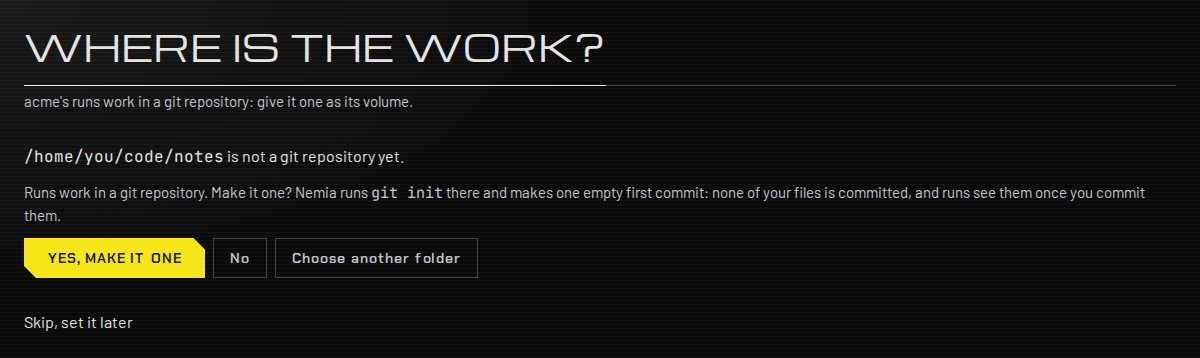 WHERE IS THE WORK?
acme's runs work in a git repository: give it one as its volume.
/home/you/code/notes is not a git repository yet.
Runs work in a git repository. Make it one? Nemia runs git init there and makes one empty first commit: none of your files is committed, and runs see them once you commit
them.
YES, MAKE IT ONE No Choose another folder
Skip, set it later